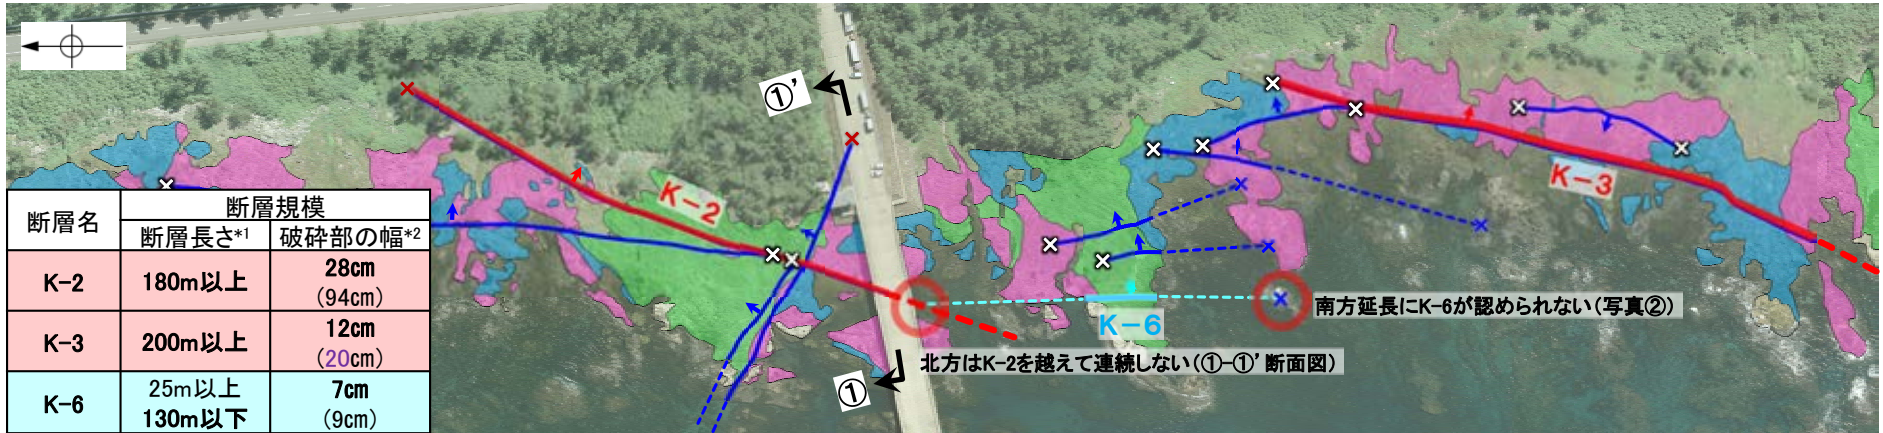 ①’
K-2
K-3
断層名 断層規模
断層長さ*1 破砕部の幅*2
K-2 180m以上 28cm
(94cm)
K-3 200m以上 12cm
(20cm)
K-6 25m以上 7cm
130m以下 (9cm)
K-6
南方延長にK-6が認められない(写真②)
北方はK-2を越えて連続しない(①-①’断面図)
①